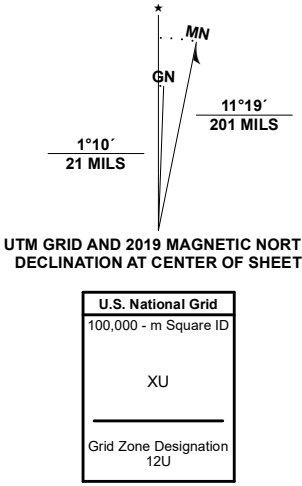 ★
MN
GN
11°19´
201 MILS
1°10´
21 MILS
UTM GRID AND 2019 MAGNETIC NORT
DECLINATION AT CENTER OF SHEET
U.S. National Grid
100,000 - m Square ID
XU
Grid Zone Designation
12U